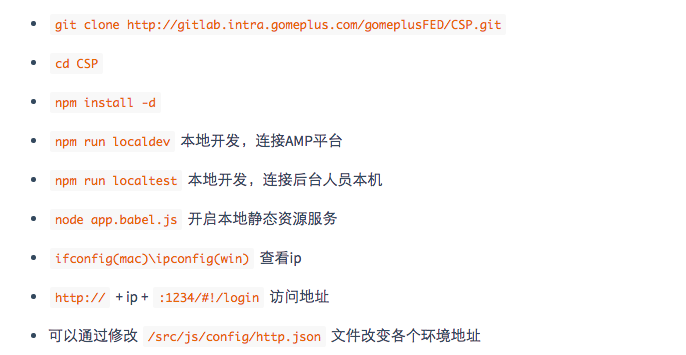 git clone http://gitlab.intra.gomeplus.com/gomeplusFED/CSP.git
cd CSP
npm install -d
npm run localdev 本地开发，连接AMP平台
npm run localtest 本地开发，连接后台人员本机
node app.babel.js 开启本地静态资源服务
ifconfig(mac)\ipconfig(win) 查看ip
http:// + ip + :1234/#!/login 访问地址
可以通过修改 /src/js/config/http.json 文件改变各个环境地址